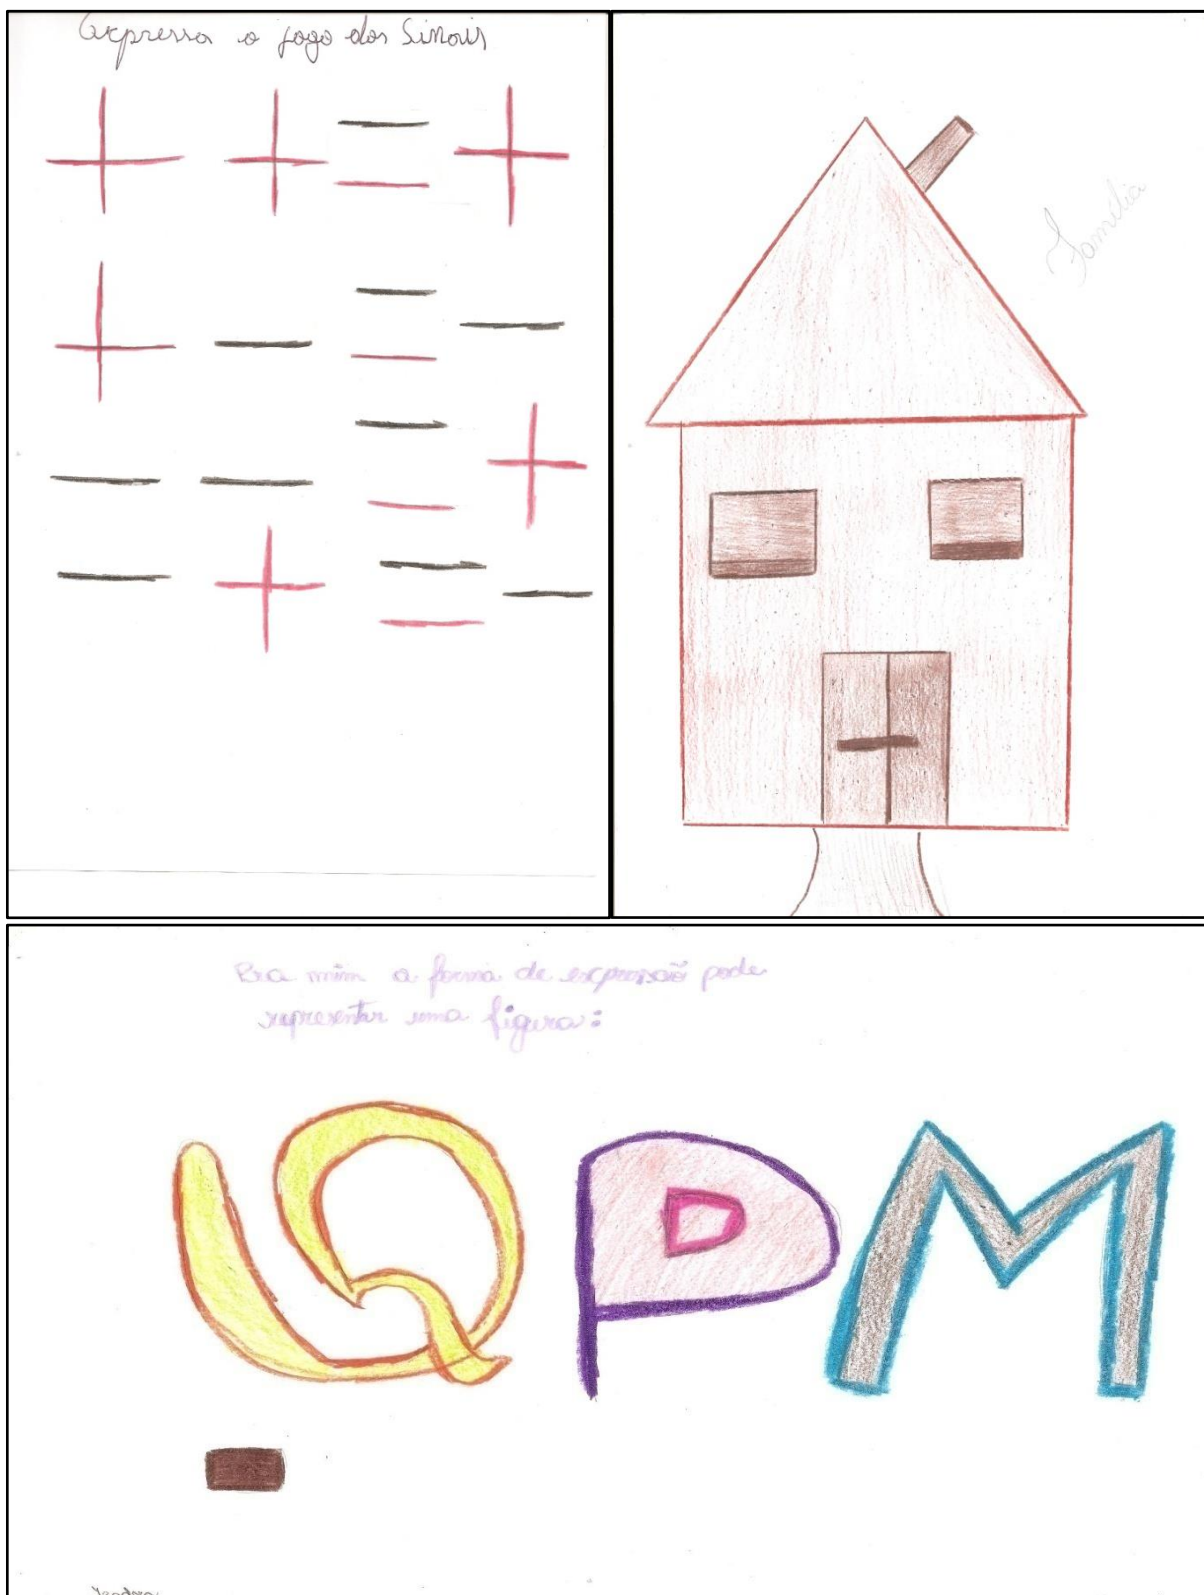 Expressa o jogo dos Sinais
+ + = +
+ - = -
- - = +
- + = -
Família
Pra mim a forma de expressão pode
representar uma figura:
QPM